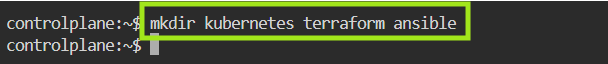 controlplane:~$ mkdir kubernetes terraform ansible
controlplane:~$